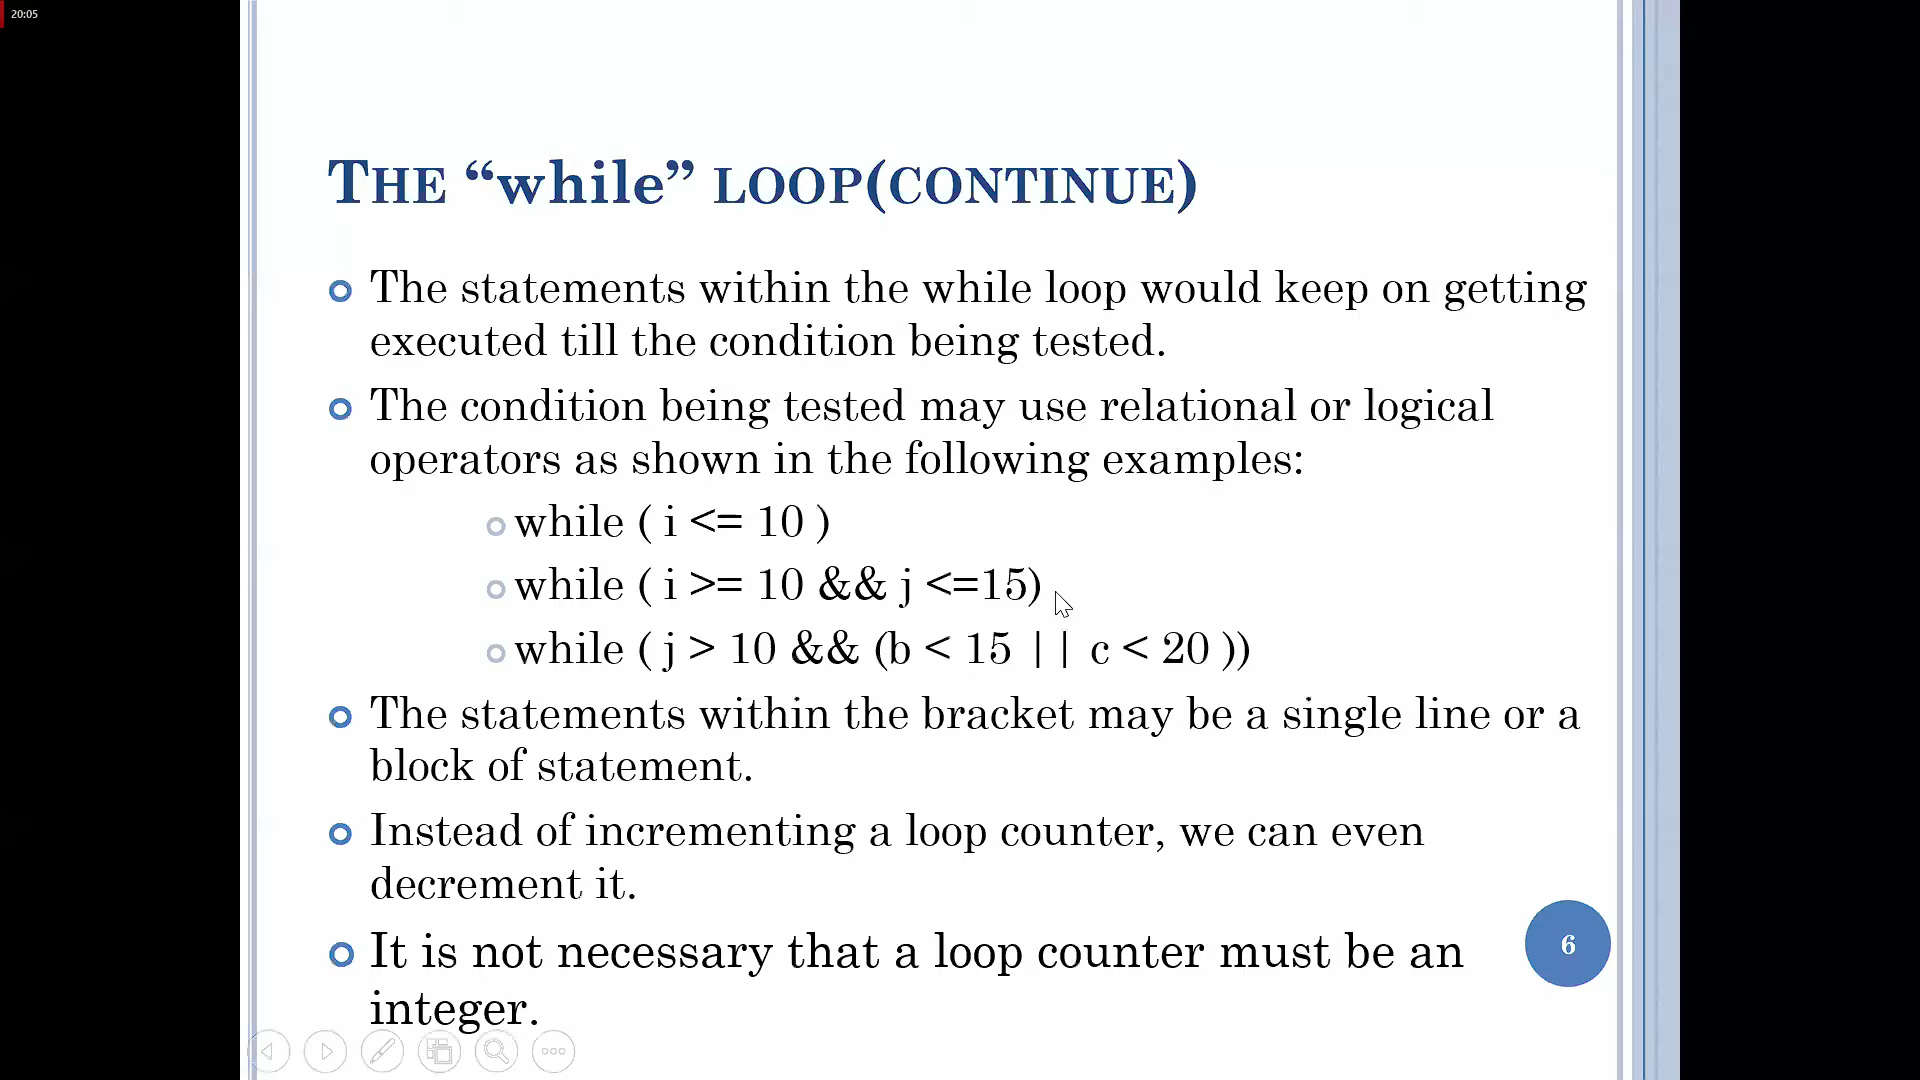 20:05
THE “while” LOOP(CONTINUE)
The statements within the while loop would keep on getting
executed till the condition being tested.
The condition being tested may use relational or logical
operators as shown in the following examples:
while ( i <= 10 )
while ( i >= 10 && j <=15)
while ( j > 10 && (b < 15 || c < 20 ))
The statements within the bracket may be a single line or a
block of statement.
Instead of incrementing a loop counter, we can even
decrement it.
It is not necessary that a loop counter must be an
integer.
6